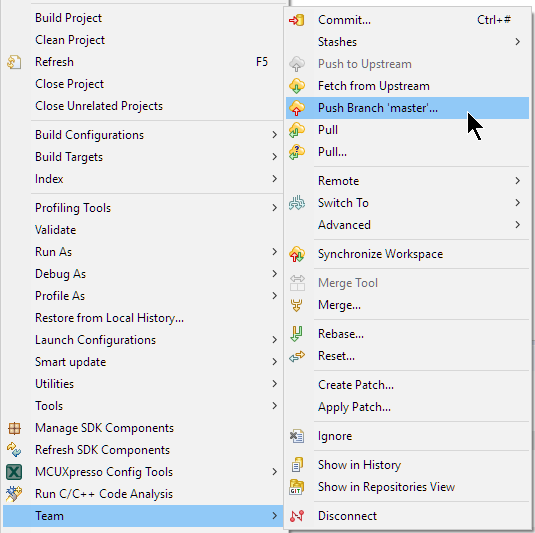 Build Project
Clean Project
Refresh F5
Close Project
Close Unrelated Projects
Build Configurations
Build Targets
Index
Profiling Tools
Validate
Run As
Debug As
Profile As
Restore from Local History...
Launch Configurations
Smart update
Utilities
Tools
Manage SDK Components
Refresh SDK Components
MCUXpresso Config Tools
Run C/C++ Code Analysis
Team
Commit... Ctrl+#
Stashes
Push to Upstream
Fetch from Upstream
Push Branch 'master'...
Pull
Pull...
Remote
Switch To
Advanced
Synchronize Workspace
Merge Tool
Merge...
Rebase...
Reset...
Create Patch...
Apply Patch...
Ignore
Show in History
GIT Show in Repositories View
Disconnect